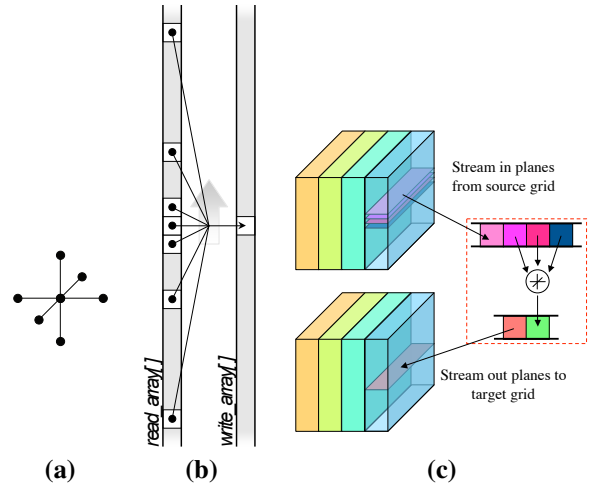 Stream in planes
from source grid
Stream out planes to
target grid
read_array[ ]
write_array[ ]
(a)
(b)
(c)